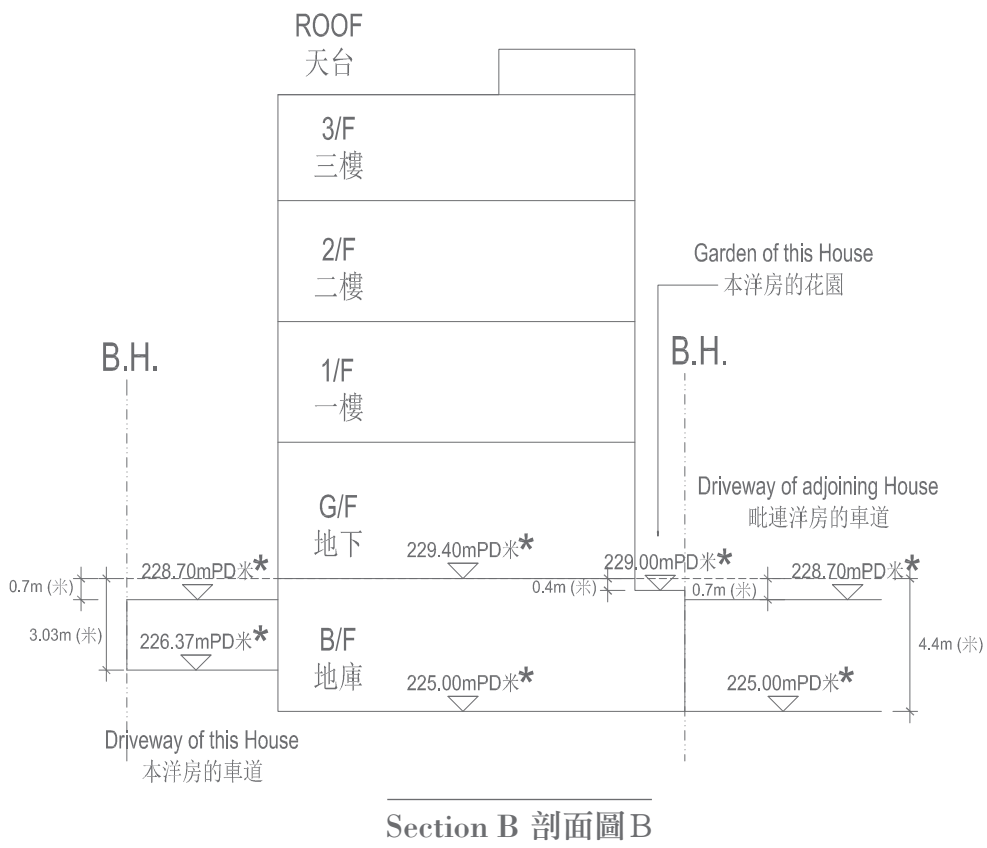 ROOF
天台
3/F
三樓
2/F
二樓
Garden of this House
本洋房的花園
B.H.
B.H.
1/F
一樓
Driveway of adjoining House
毗連洋房的車道
G/F
地下
229.40mPD米*
229.00mPD米*
228.70mPD米*
228.70mPD米*
0.7m (米)
0.4m (米)
0.7m (米)
3.03m (米)
226.37mPD米*
B/F
地庫
4.4m (米)
225.00mPD米*
225.00mPD米*
Driveway of this House
本洋房的車道
Section B 剖面圖B